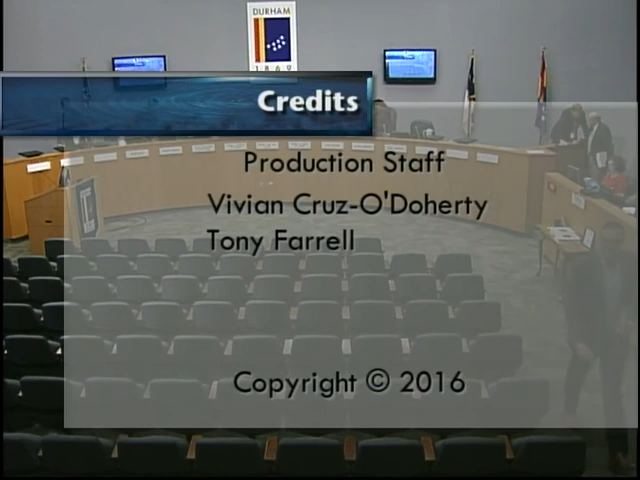 DURHAM
1869
Credits
Production Staff
Vivian Cruz-O'Doherty
Tony Farrell
Copyright © 2016